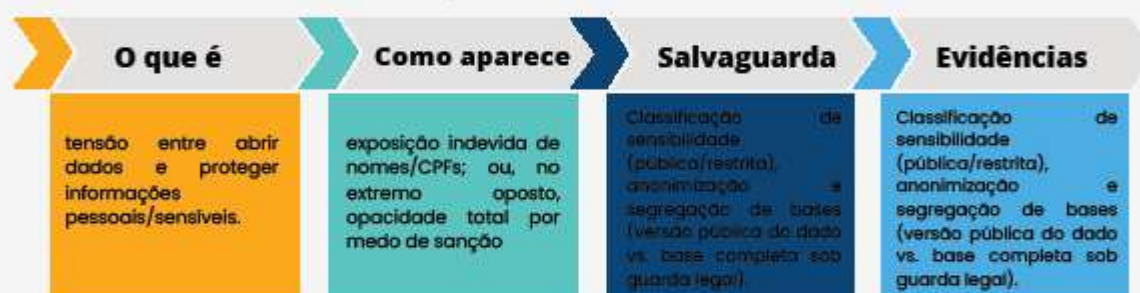 O que é
Como aparece
Salvaguarda
Evidências
tensão entre abrir
dados e proteger
informações
pessoais/sensíveis.
exposição indevida de
nomes/CPFs; ou, no
extremo oposto,
opacidade total por
medo de sanção
Classificação de
sensibilidade
(pública/restrita),
anonimização e
segregação de bases
(versão pública do dado
vs. base completa sob
guarda legal).
Classificação de
sensibilidade
(pública/restrita),
anonimização e
segregação de bases
(versão pública do dado
vs. base completa sob
guarda legal).